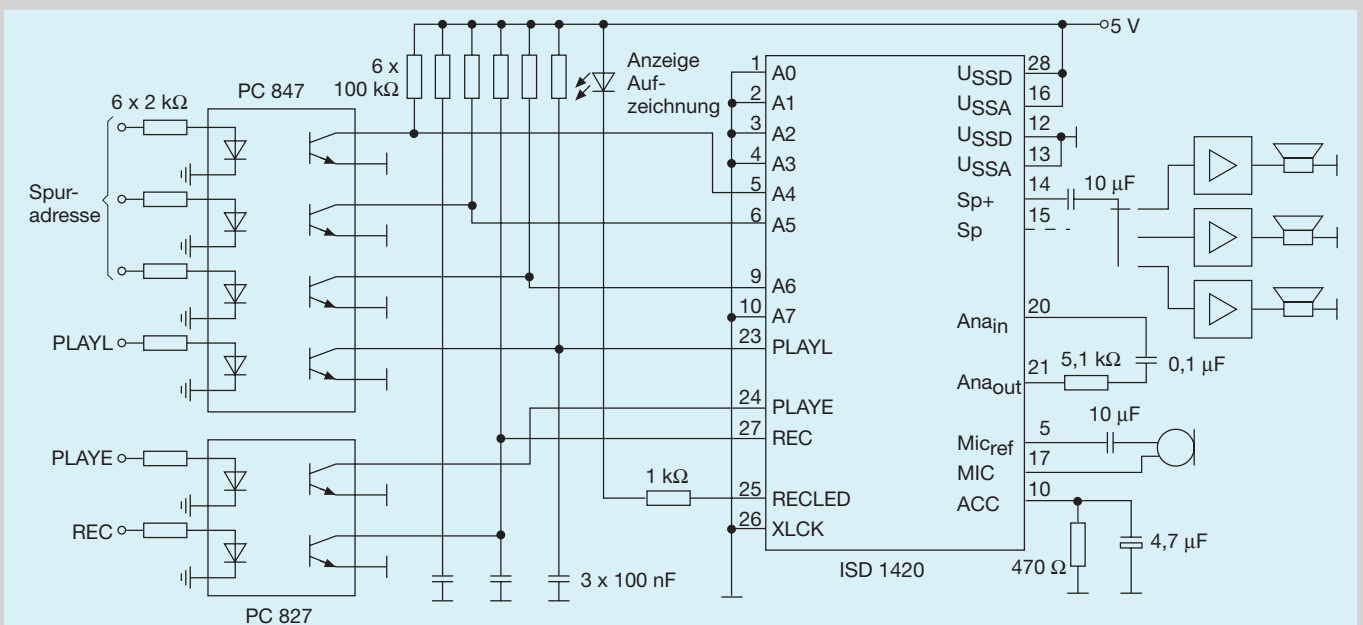 5 V
6 x
100 kΩ
Anzeige
Auf-
zeichnung
PC 847
6 x 2 kΩ
Spur-
adresse
PLAYL
PLAYE
REC
PC 827
3 x 100 nF
1 kΩ
1 A0
2 A1
3 A2
4 A3
5 A4
6 A5
9 A6
10 A7
23 PLAYL
24 PLAYE
27 REC
25 RECLED
26 XLCK
USSD 28
USSA 16
USSD 12
USSA 13
Sp+ 14
Sp 15
Anain 20
Anaout 21
Micref 5
MIC 17
ACC 10
ISD 1420
10 µF
5,1 kΩ
0,1 µF
10 µF
470 Ω
4,7 µF